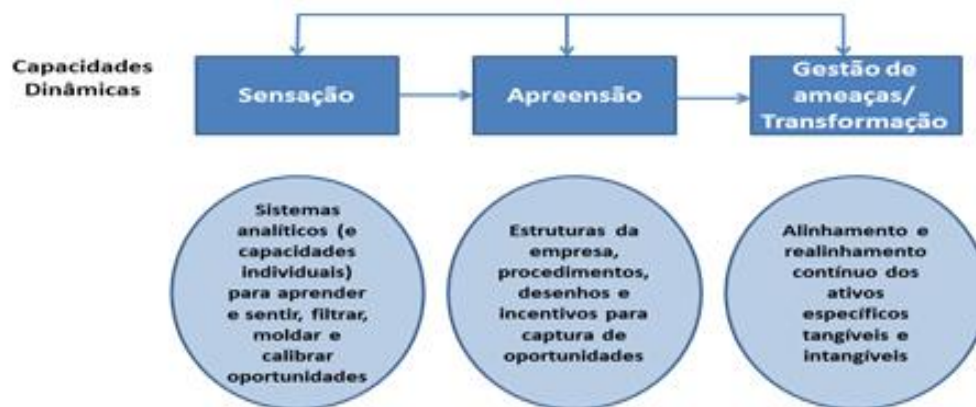 Capacidades
Dinâmicas
Sensação
Apreensão
Gestão de
ameaças/
Transformação
Sistemas
analíticos (e
capacidades
individuais)
para aprender
e sentir, filtrar,
moldar e
calibrar
oportunidades
Estruturas da
empresa,
procedimentos,
desenhos e
incentivos para
captura de
oportunidades
Alinhamento e
realinhamento
contínuo dos
ativos
específicos
tangíveis e
intangíveis